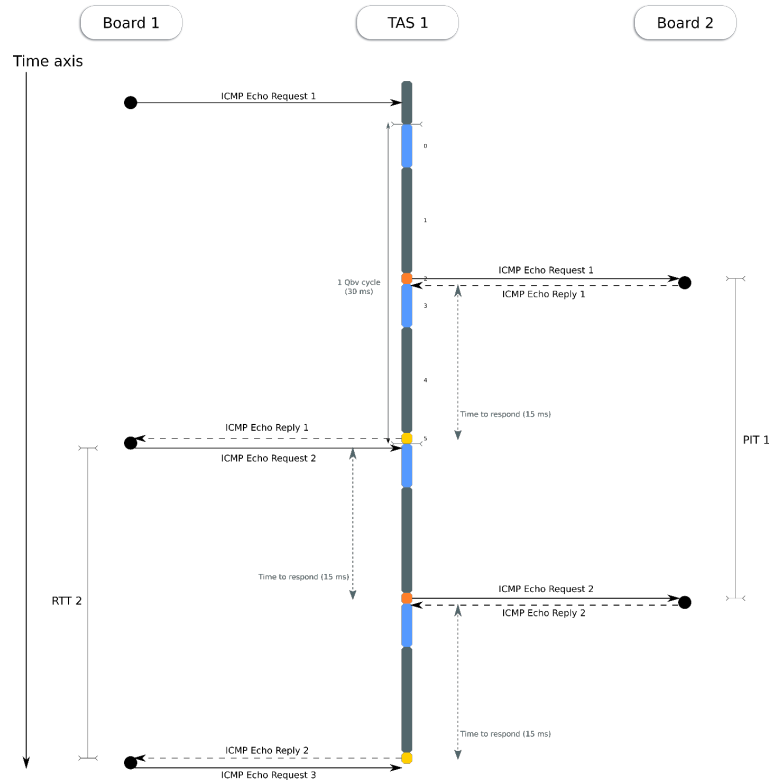 Board 1
TAS 1
Board 2
Time axis
ICMP Echo Request 1
0
1
1 Qbv cycle
(30 ms)
2
ICMP Echo Request 1
ICMP Echo Reply 1
3
4
Time to respond (15 ms)
ICMP Echo Reply 1
5
PIT 1
ICMP Echo Request 2
Time to respond (15 ms)
ICMP Echo Request 2
RTT 2
ICMP Echo Reply 2
Time to respond (15 ms)
ICMP Echo Reply 2
ICMP Echo Request 3